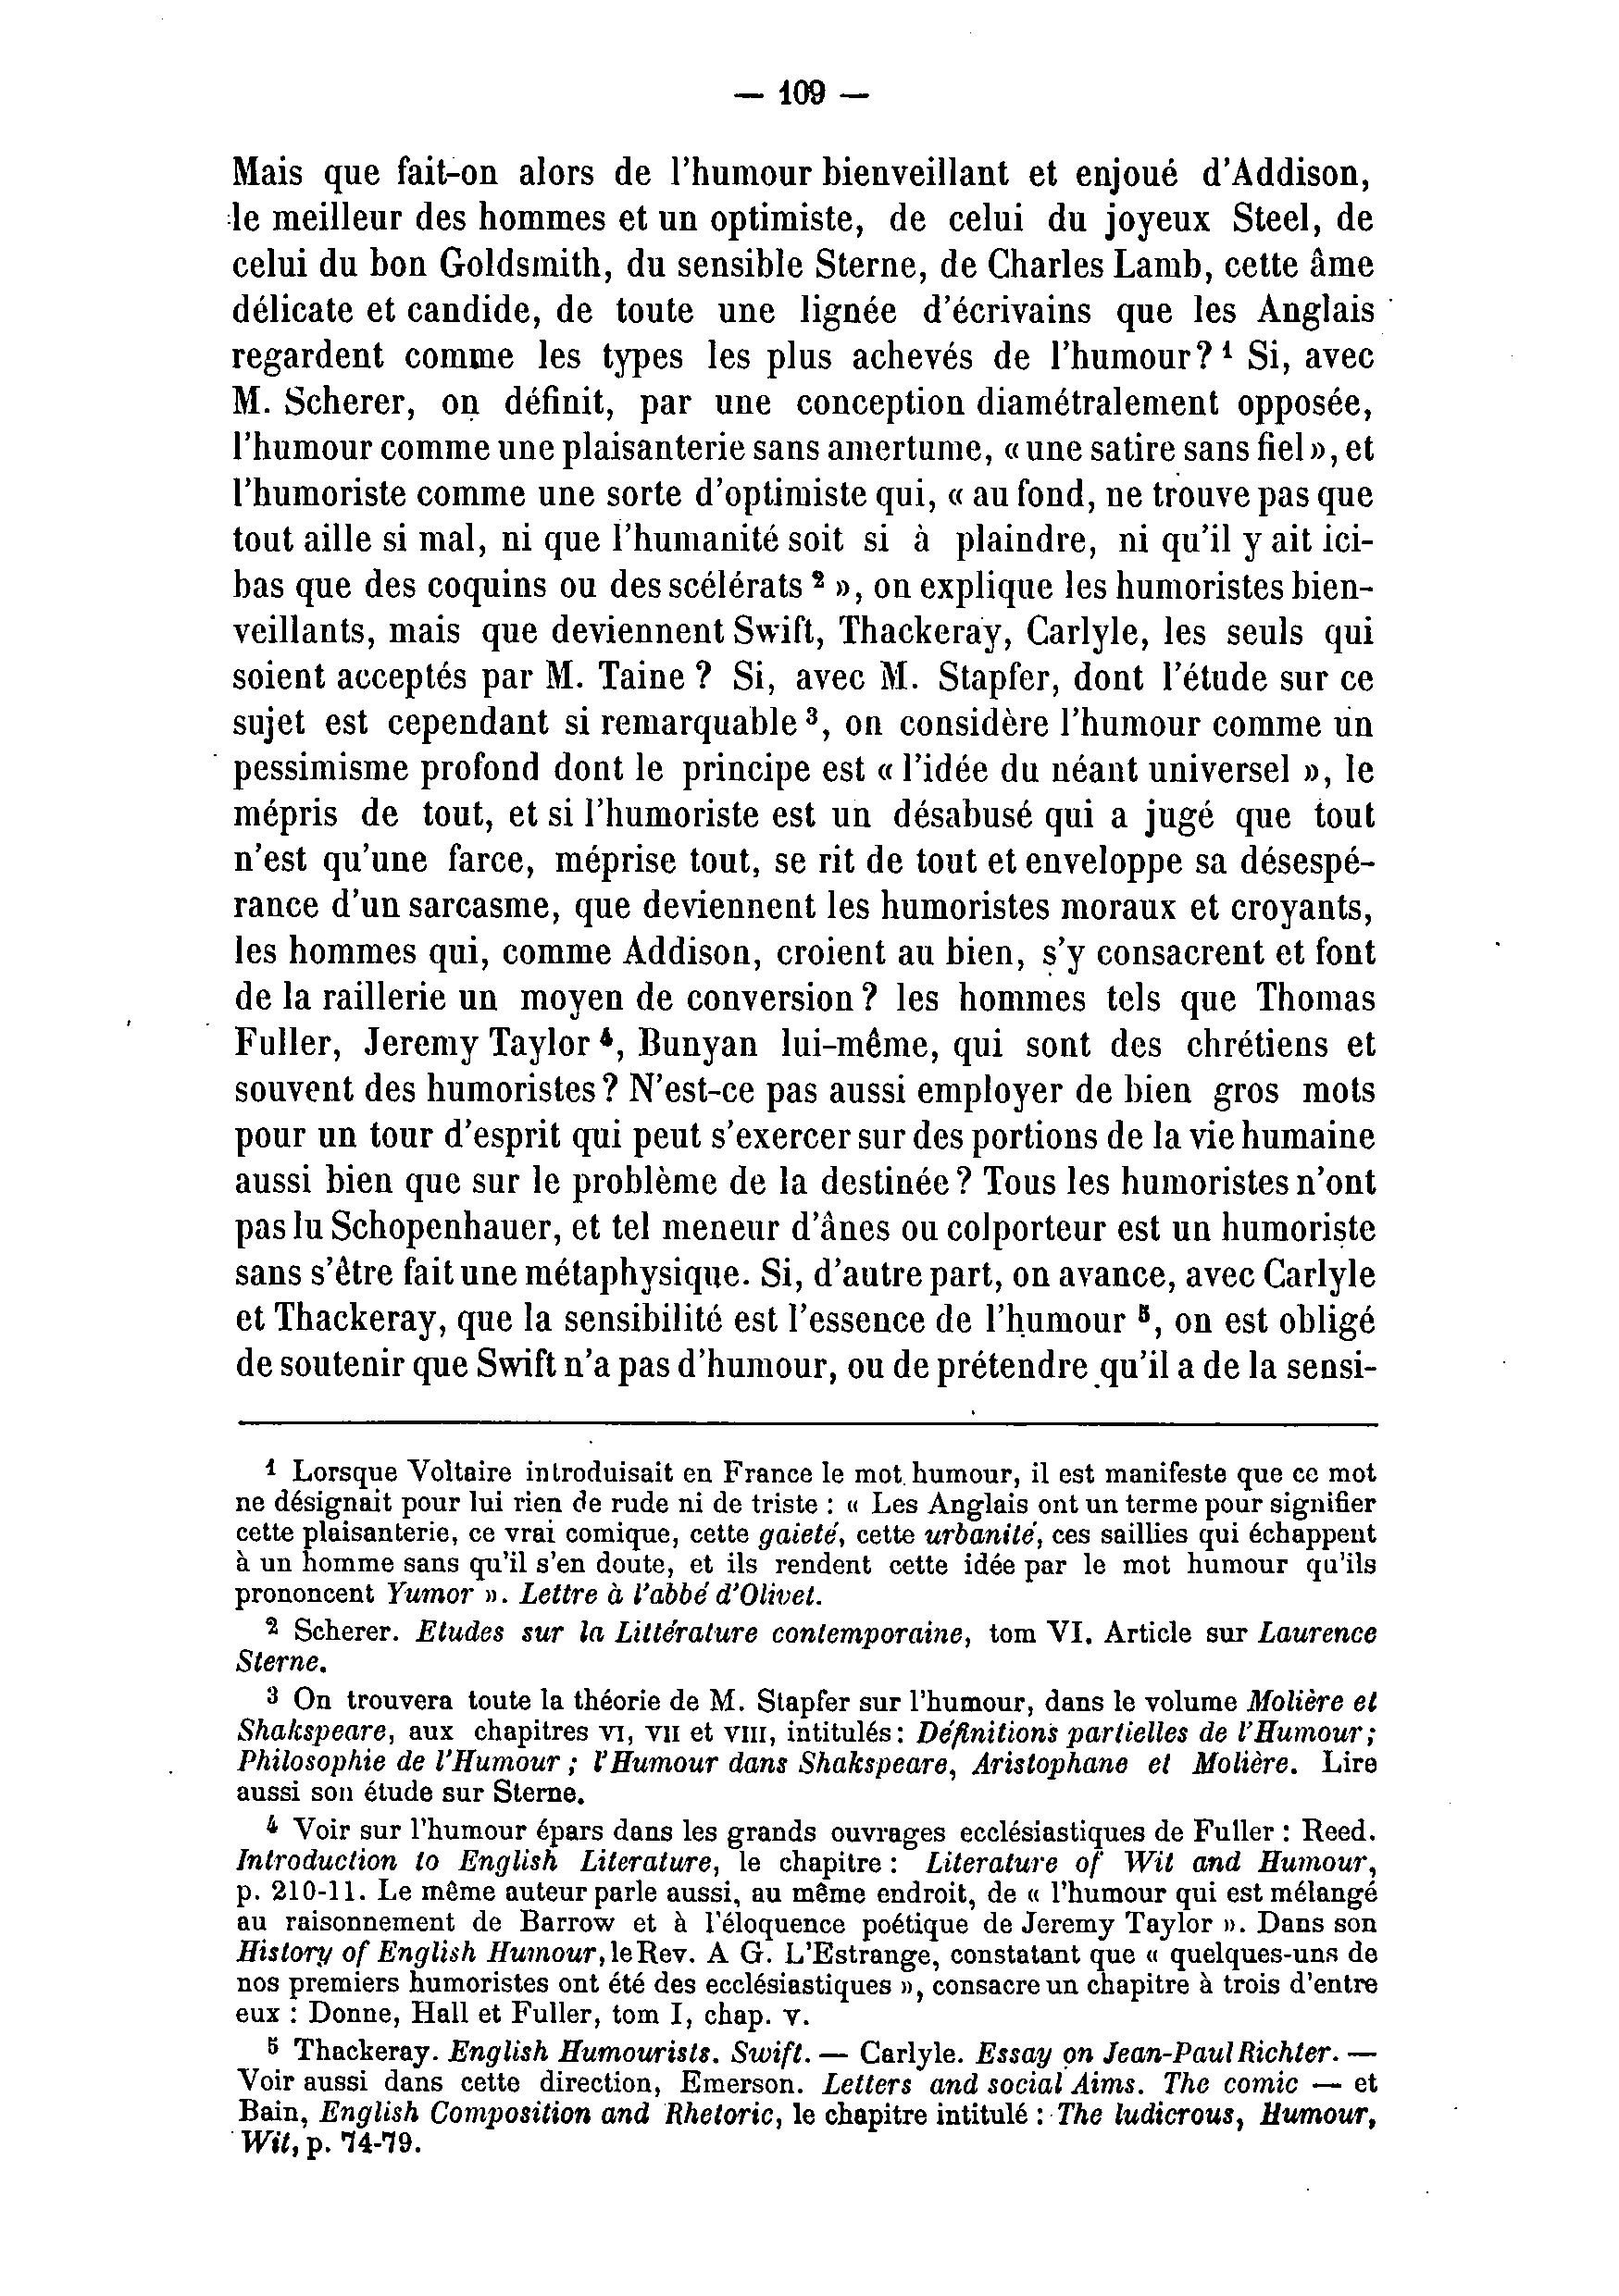 — 109 —
Mais que fait-on alors de l'humour bienveillant et enjoué d'Addison,
le meilleur des hommes et un optimiste, de celui du joyeux Steel, de
celui du bon Goldsmith, du sensible Sterne, de Charles Lamb, cette âme
délicate et candide, de toute une lignée d'écrivains que les Anglais
regardent comme les types les plus achevés de l'humour? ¹ Si, avec
M. Scherer, on définit, par une conception diamétralement opposée,
l'humour comme une plaisanterie sans amertume, « une satire sans fiel », et
l'humoriste comme une sorte d'optimiste qui, « au fond, ne trouve pas que
tout aille si mal, ni que l'humanité soit si à plaindre, ni qu'il y ait ici-
bas que des coquins ou des scélérats ² », on explique les humoristes bien-
veillants, mais que deviennent Swift, Thackeray, Carlyle, les seuls qui
soient acceptés par M. Taine ? Si, avec M. Stapfer, dont l'étude sur ce
sujet est cependant si remarquable ³, on considère l'humour comme un
pessimisme profond dont le principe est « l'idée du néant universel », le
mépris de tout, et si l'humoriste est un désabusé qui a jugé que tout
n'est qu'une farce, méprise tout, se rit de tout et enveloppe sa désespé-
rance d'un sarcasme, que deviennent les humoristes moraux et croyants,
les hommes qui, comme Addison, croient au bien, s'y consacrent et font
de la raillerie un moyen de conversion ? les hommes tels que Thomas
Fuller, Jeremy Taylor ⁴, Bunyan lui-même, qui sont des chrétiens et
souvent des humoristes ? N'est-ce pas aussi employer de bien gros mots
pour un tour d'esprit qui peut s'exercer sur des portions de la vie humaine
aussi bien que sur le problème de la destinée ? Tous les humoristes n'ont
pas lu Schopenhauer, et tel meneur d'ânes ou colporteur est un humoriste
sans s'être fait une métaphysique. Si, d'autre part, on avance, avec Carlyle
et Thackeray, que la sensibilité est l'essence de l'humour ⁵, on est obligé
de soutenir que Swift n'a pas d'humour, ou de prétendre qu'il a de la sensi-
¹ Lorsque Voltaire introduisait en France le mot humour, il est manifeste que ce mot
ne désignait pour lui rien de rude ni de triste : « Les Anglais ont un terme pour signifier
cette plaisanterie, ce vrai comique, cette gaieté, cette urbanité, ces saillies qui échappent
à un homme sans qu'il s'en doute, et ils rendent cette idée par le mot humour qu'ils
prononcent Yumor ». Lettre à l'abbé d'Olivet.
² Scherer. Etudes sur la Littérature contemporaine, tom VI. Article sur Laurence
Sterne.
³ On trouvera toute la théorie de M. Stapfer sur l'humour, dans le volume Molière et
Shakspeare, aux chapitres VI, VII et VIII, intitulés : Définitions partielles de l'Humour ;
Philosophie de l'Humour ; l'Humour dans Shakspeare, Aristophane et Molière. Lire
aussi son étude sur Sterne.
⁴ Voir sur l'humour épars dans les grands ouvrages ecclésiastiques de Fuller : Reed.
Introduction to English Literature, le chapitre : Literature of Wit and Humour,
p. 210-11. Le même auteur parle aussi, au même endroit, de « l'humour qui est mélangé
au raisonnement de Barrow et à l'éloquence poétique de Jeremy Taylor ». Dans son
History of English Humour, le Rev. A G. L'Estrange, constatant que « quelques-uns de
nos premiers humoristes ont été des ecclésiastiques », consacre un chapitre à trois d'entre
eux : Donne, Hall et Fuller, tom I, chap. V.
⁵ Thackeray. English Humourists. Swift. — Carlyle. Essay on Jean-Paul Richter. —
Voir aussi dans cette direction, Emerson. Letters and social Aims. The comic — et
Bain, English Composition and Rhetoric, le chapitre intitulé : The ludicrous, Humour,
Wit, p. 74-79.